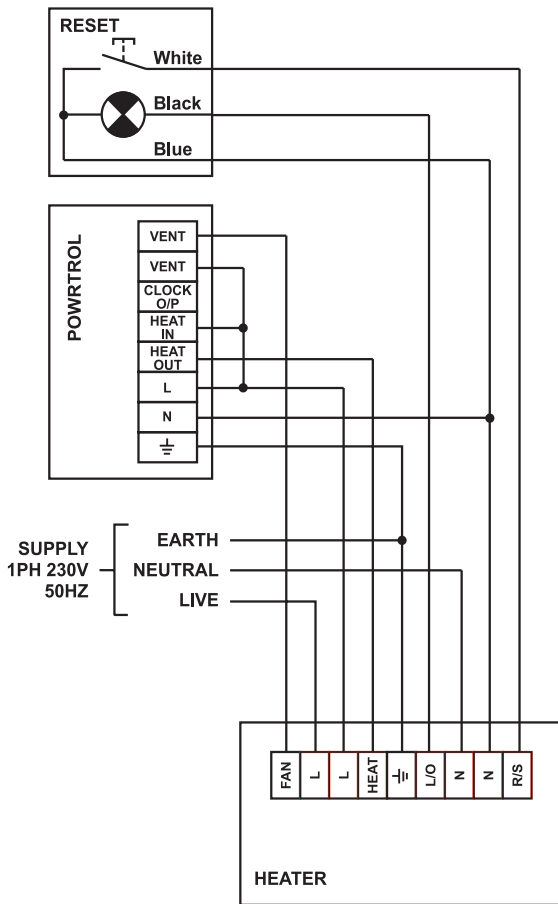 RESET
White
Black
Blue
POWRTROL
VENT
VENT
CLOCK
O/P
HEAT
IN
HEAT
OUT
L
N
SUPPLY
1PH 230V
50HZ
EARTH
NEUTRAL
LIVE
FAN
L
L
HEAT
L/O
N
N
R/S
HEATER